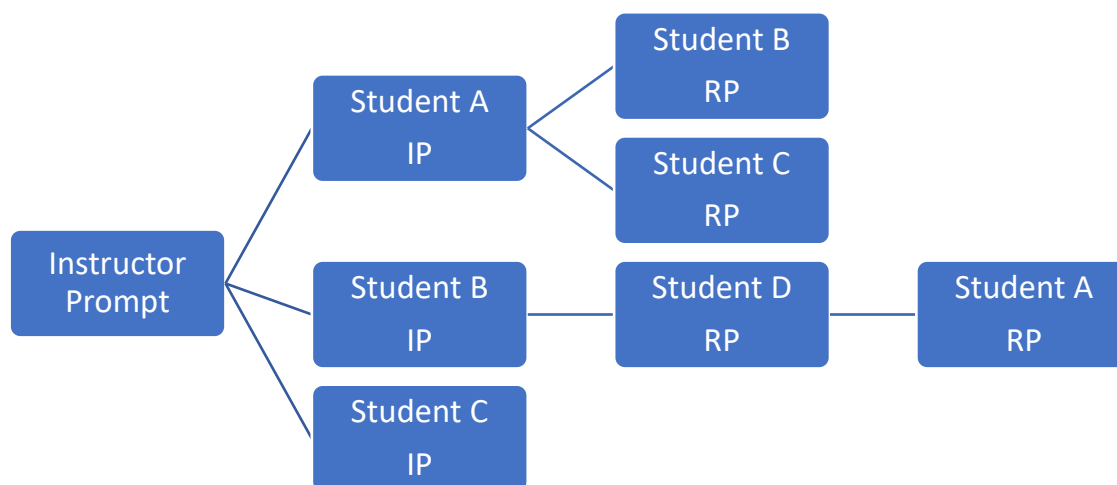 Instructor
Prompt
Student A
IP
Student B
RP
Student C
RP
Student B
IP
Student D
RP
Student A
RP
Student C
IP